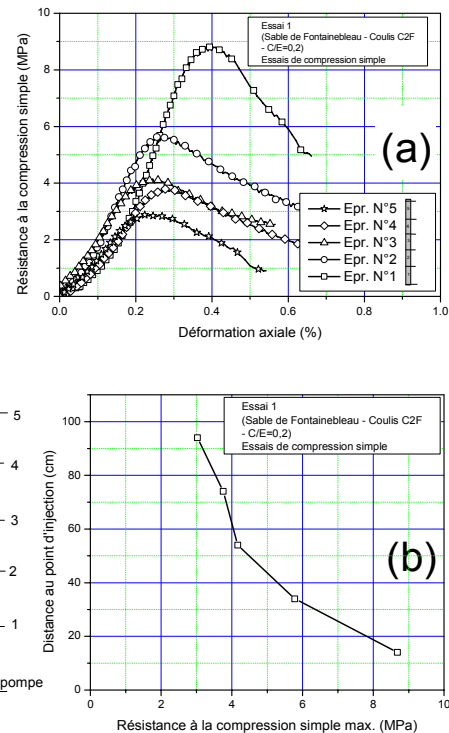 Résistance à la compression simple (MPa)
10
8
6
4
2
0
Essai 1
(Sable de Fontainebleau - Coulis C2F
- C/E=0,2)
Essais de compression simple
(a)
Epr. N°5
Epr. N°4
Epr. N°3
Epr. N°2
Epr. N°1
0.0 0.2 0.4 0.6 0.8 1.0
Déformation axiale (%)
5
4
3
2
1
pompe
Distance au point d'injection (cm)
100
80
60
40
20
0
Essai 1
(Sable de Fontainebleau - Coulis C2F
- C/E=0,2)
Essais de compression simple
(b)
0 2 4 6 8 10
Résistance à la compression simple max. (MPa)